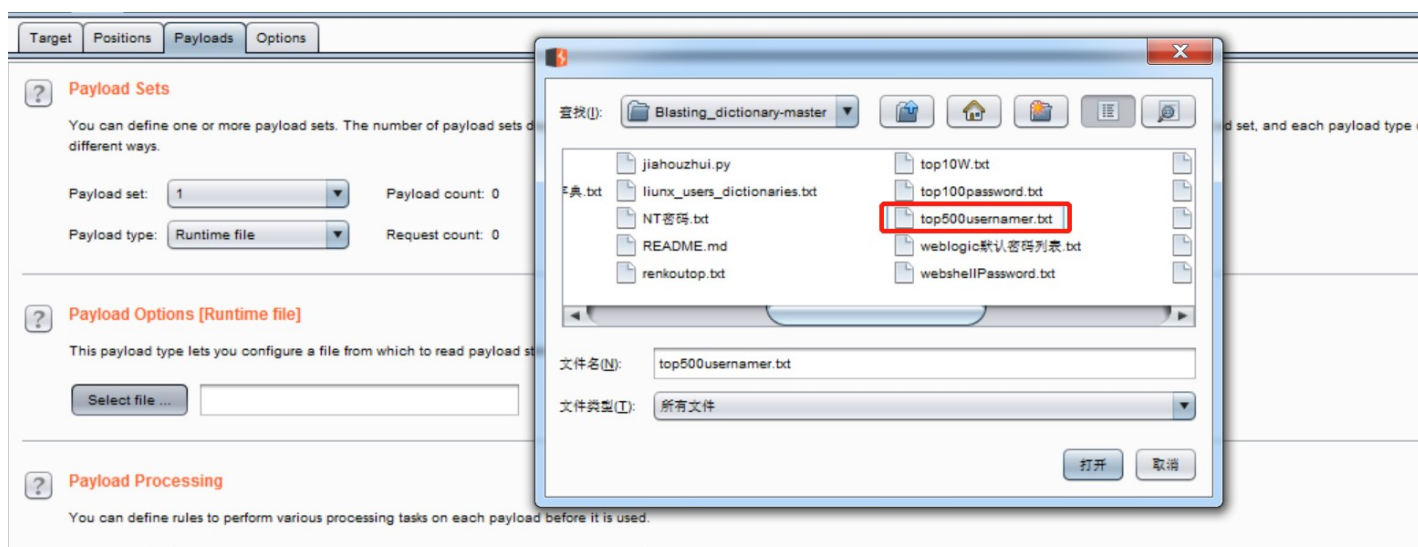 Target Positions Payloads Options
Payload Sets
You can define one or more payload sets. The number of payload sets d
d set, and each payload type
different ways.
Payload set: 1 Payload count: 0
Payload type: Runtime file Request count: 0
Payload Options [Runtime file]
This payload type lets you configure a file from which to read payload st
Select file ...
Payload Processing
You can define rules to perform various processing tasks on each payload before it is used.
查找(I): Blasting_dictionary-master
jiahouzhui.py top10W.txt
典.txt liunx_users_dictionaries.txt top100password.txt
NT密码.txt top500usernamer.txt
README.md weblogic默认密码列表.txt
renkoutop.txt webshellPassword.txt
文件名(N): top500usernamer.txt
文件类型(T): 所有文件
打开 取消